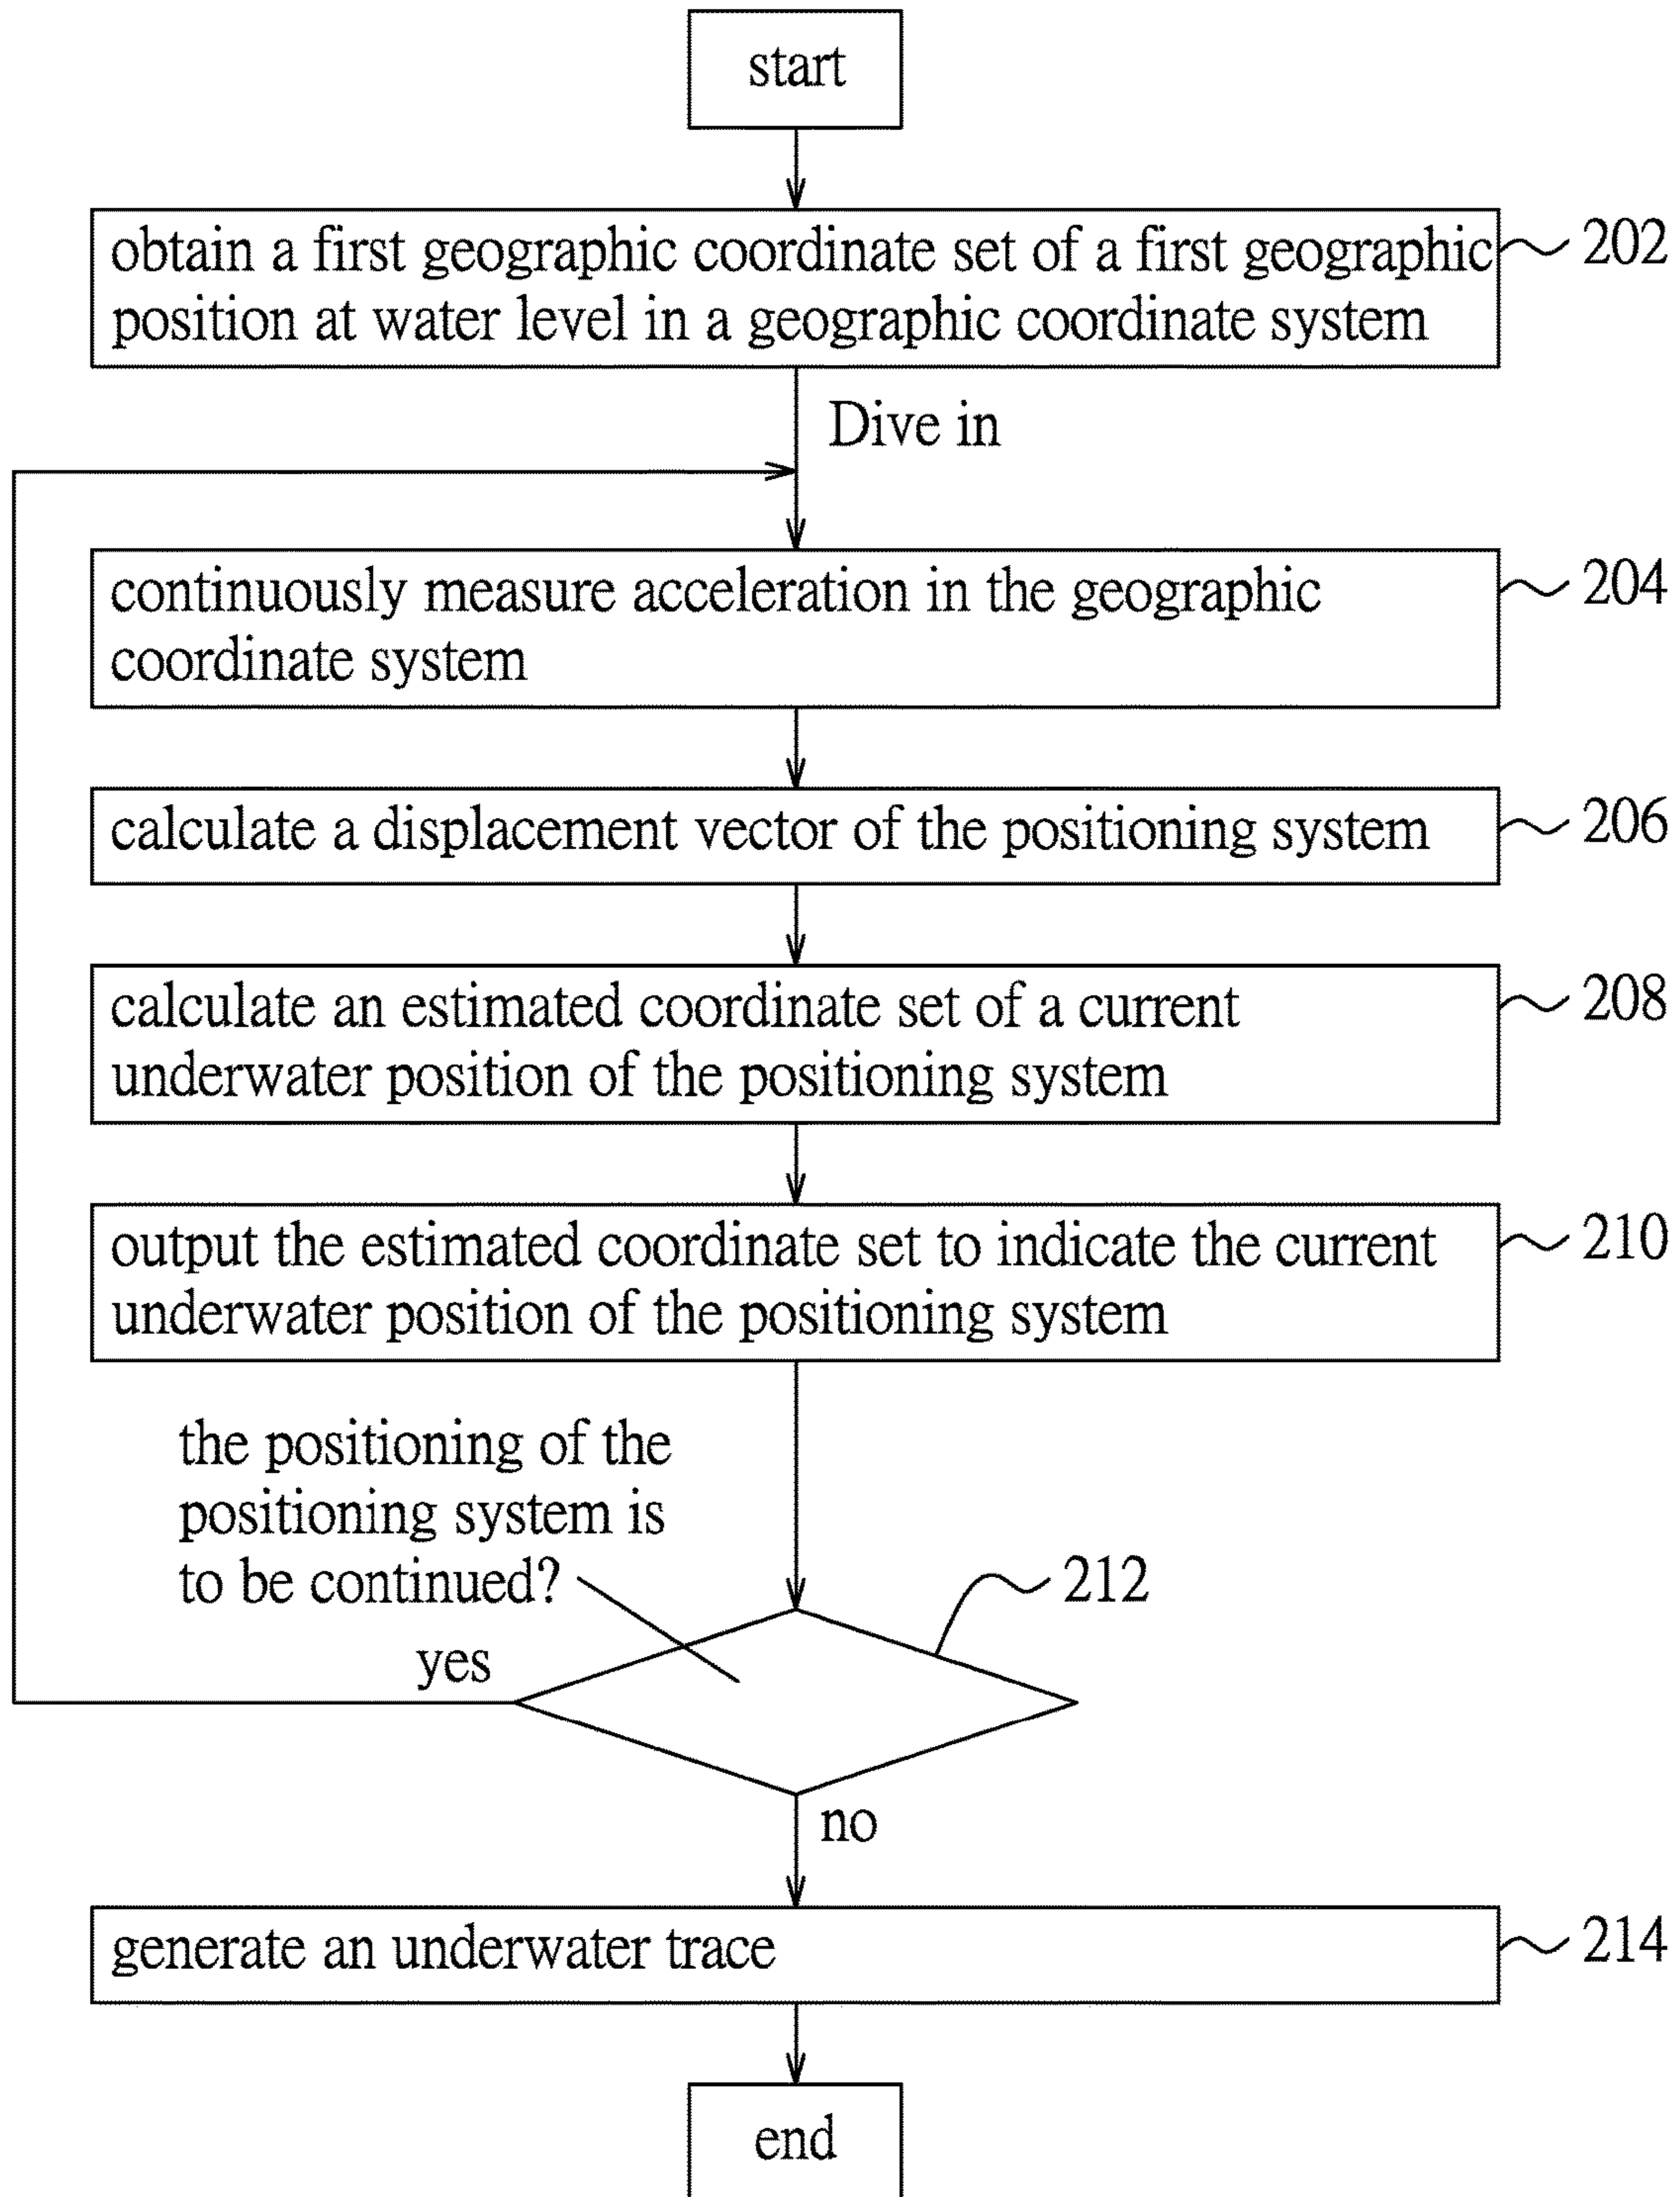 start
obtain a first geographic coordinate set of a first geographic
position at water level in a geographic coordinate system
202
Dive in
continuously measure acceleration in the geographic
coordinate system
204
calculate a displacement vector of the positioning system
206
calculate an estimated coordinate set of a current
underwater position of the positioning system
208
output the estimated coordinate set to indicate the current
underwater position of the positioning system
210
the positioning of the
positioning system is
to be continued?
212
yes
no
generate an underwater trace
214
end